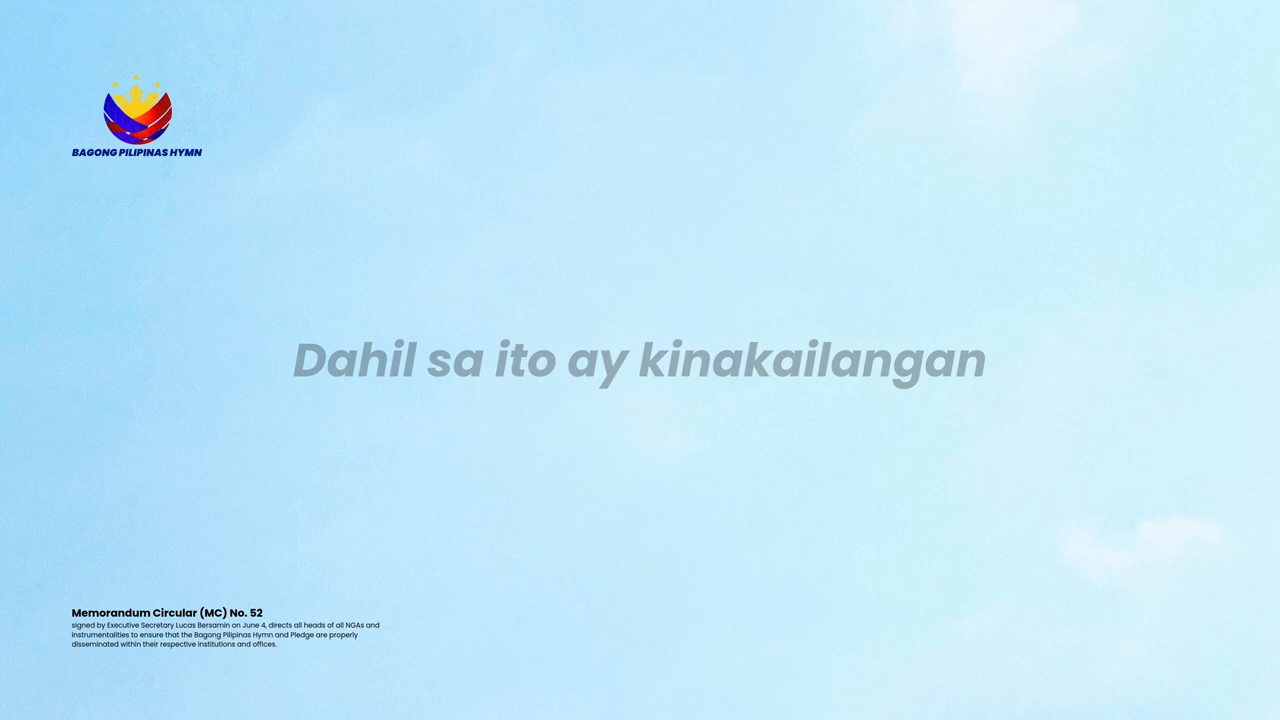 BAGONG PILIPINAS HYMN
Dahil sa ito ay kinakailangan
Memorandum Circular (MC) No. 52
signed by Executive Secretary Lucas Bersamin on June 4, directs all heads of all NGAs and
instrumentalities to ensure that the Bagong Pilipinas Hymn and Pledge are properly
disseminated within their respective institutions and offices.